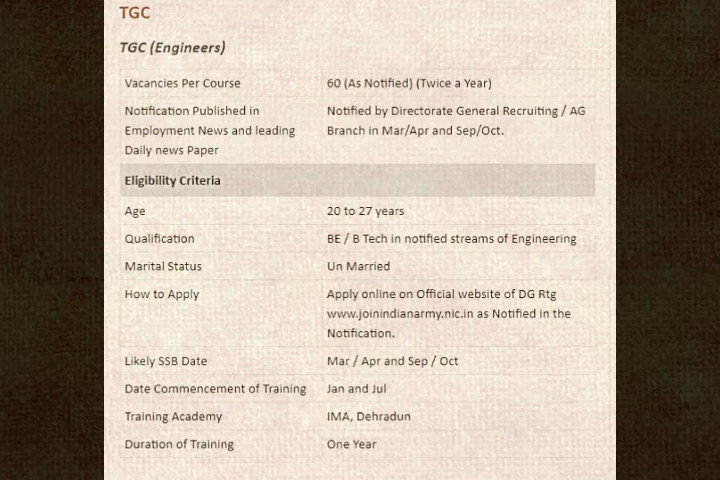 TGC
TGC (Engineers)
Vacancies Per Course 60 (As Notified) (Twice a Year)
Notification Published in Employment News and leading Daily news Paper Notified by Directorate General Recruiting / AG Branch in Mar/Apr and Sep/Oct.
Eligibility Criteria
Age 20 to 27 years
Qualification BE / B Tech in notified streams of Engineering
Marital Status Un Married
How to Apply Apply online on Official website of DG Rtg www.joinindianarmy.nic.in as Notified in the Notification.
Likely SSB Date Mar / Apr and Sep / Oct
Date Commencement of Training Jan and Jul
Training Academy IMA, Dehradun
Duration of Training One Year